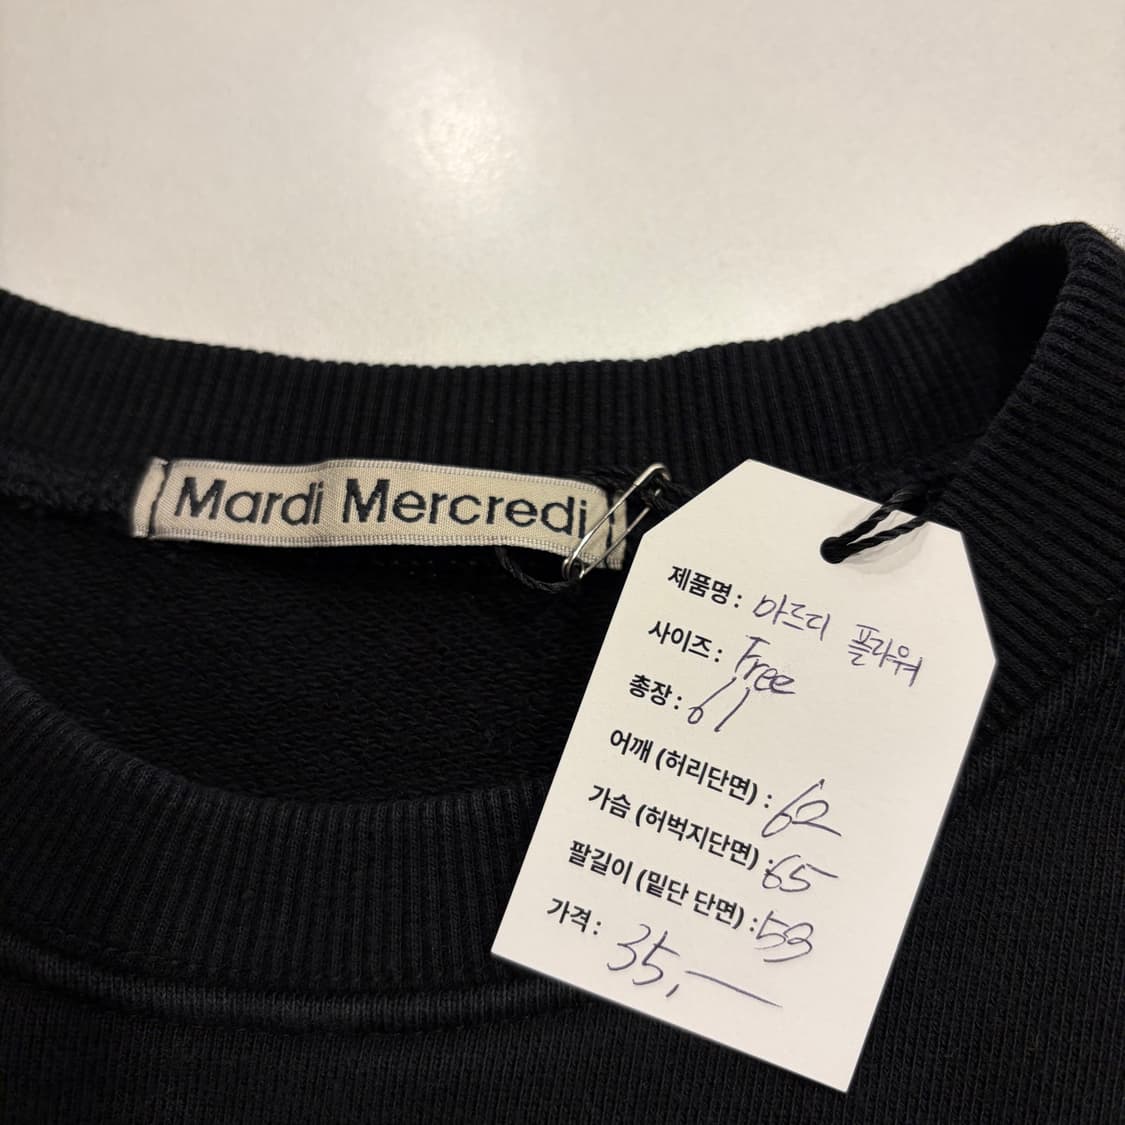 Mardi Mercredi
제품명 : 마드디 플라워
사이즈 : Free
총장 : 61
어깨 (허리단면) : 62
가슴 (허벅지단면) : 65
팔길이 (밑단 단면) : 53
가격 : 35,—